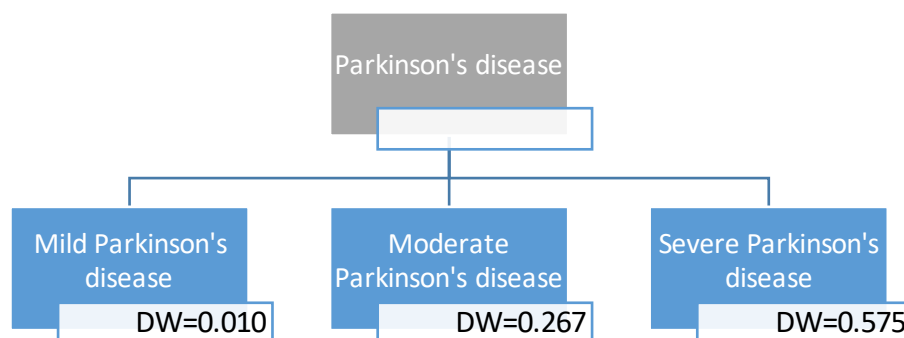 Parkinson's disease
Mild Parkinson's
disease
DW=0.010
Moderate
Parkinson's disease
DW=0.267
Severe Parkinson's
disease
DW=0.575